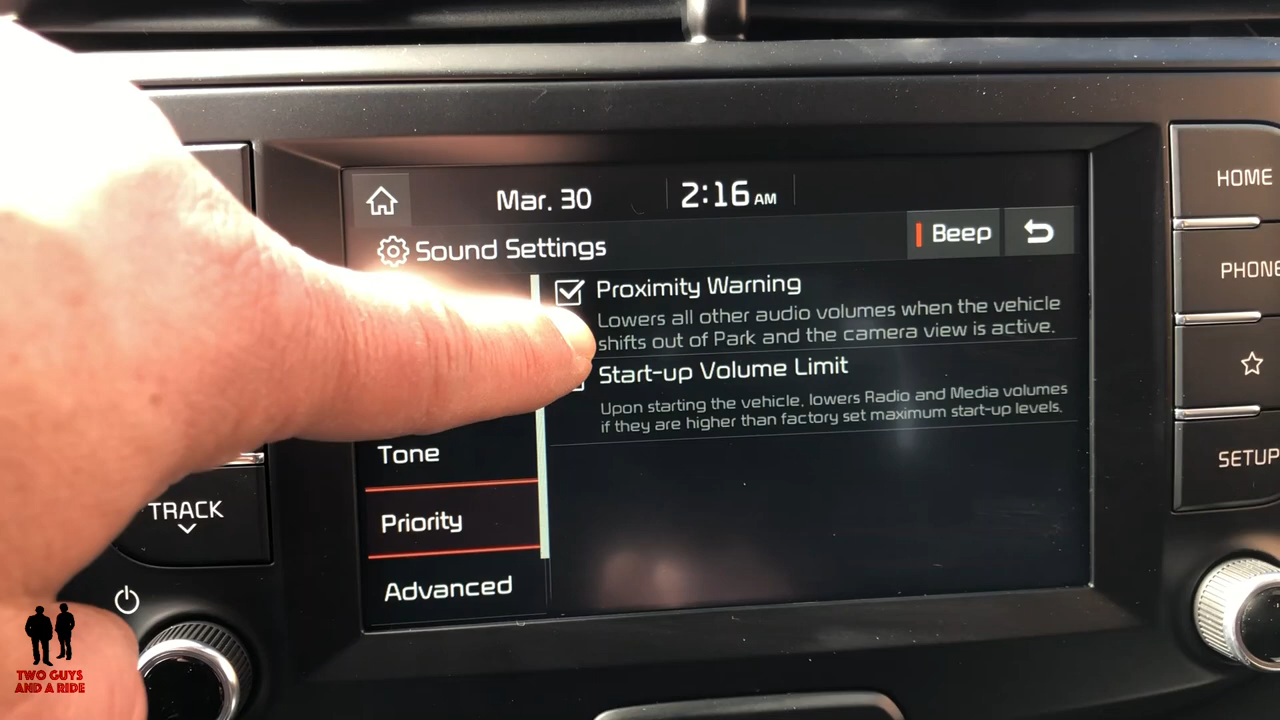 Mar. 30
2:16 AM
Sound Settings
Beep
Proximity Warning
Lowers all other audio volumes when the vehicle
shifts out of Park and the camera view is active.
Start-up Volume Limit
Upon starting the vehicle, lowers Radio and Media volumes
if they are higher than factory set maximum start-up levels.
Tone
Priority
Advanced
TRACK
HOME
PHONE
SETUP
TWO GUYS
AND A RIDE